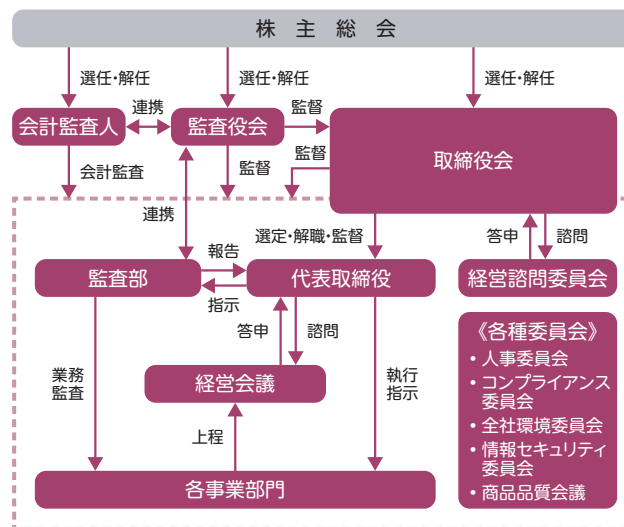 株主総会
選任・解任
選任・解任
選任・解任
会計監査人
連携
監査役会
監督
取締役会
会計監査
監督
監督
連携
選定・解職・監督
答申
諮問
監査部
報告
指示
代表取締役
経営諮問委員会
答申
諮問
《各種委員会》
・人事委員会
・コンプライアンス
委員会
・全社環境委員会
・情報セキュリティ
委員会
・商品品質会議
業務
監査
経営会議
執行
指示
上程
各事業部門